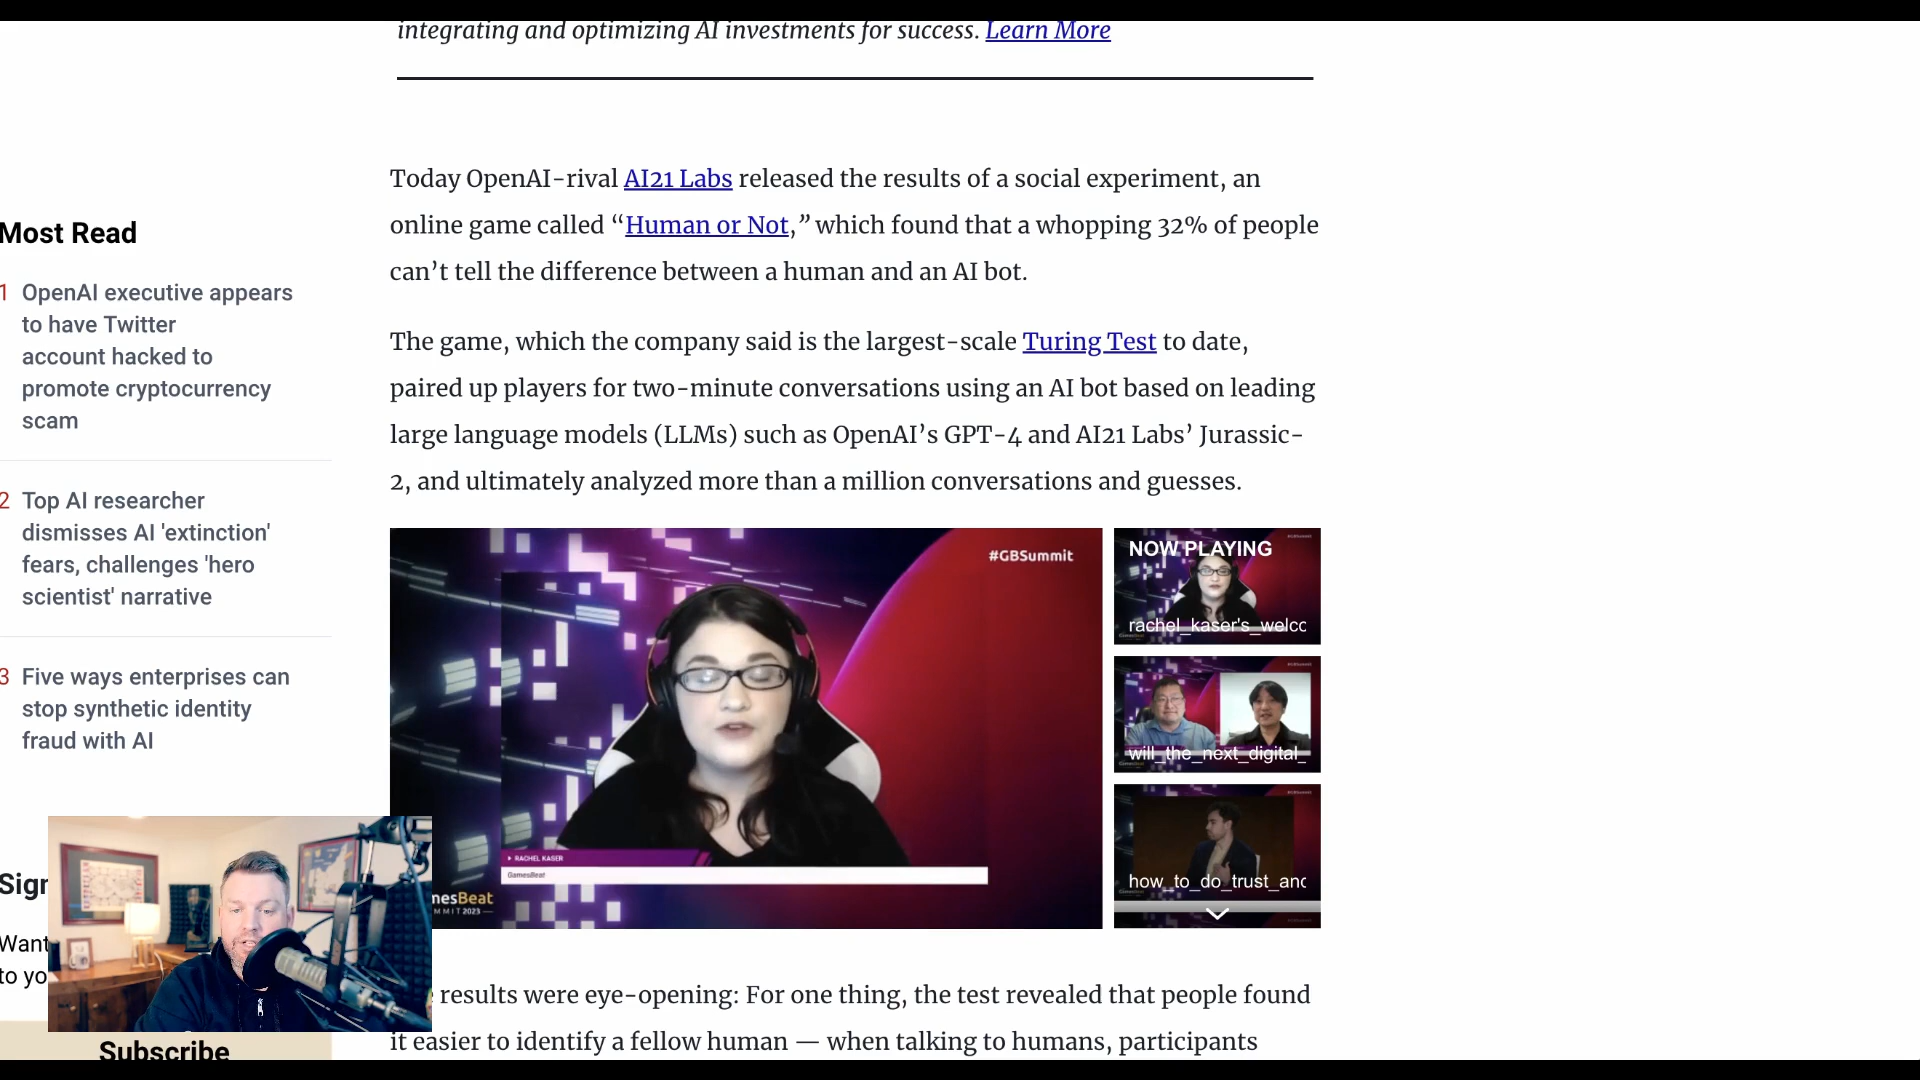 integrating and optimizing AI investments for success. Learn More
Today OpenAI-rival AI21 Labs released the results of a social experiment, an
online game called “Human or Not,” which found that a whopping 32% of people
can’t tell the difference between a human and an AI bot.
The game, which the company said is the largest-scale Turing Test to date,
paired up players for two-minute conversations using an AI bot based on leading
large language models (LLMs) such as OpenAI’s GPT-4 and AI21 Labs’ Jurassic-
2, and ultimately analyzed more than a million conversations and guesses.
#GBSummit
RACHEL KASER
GamesBeat
mesBeat
MMIT 2023
NOW PLAYING
rachel_kaser's_welco
will_the_next_digital_
how_to_do_trust_and
results were eye-opening: For one thing, the test revealed that people found
it easier to identify a fellow human — when talking to humans, participants
Most Read
1 OpenAI executive appears
to have Twitter
account hacked to
promote cryptocurrency
scam
2 Top AI researcher
dismisses AI 'extinction'
fears, challenges 'hero
scientist' narrative
3 Five ways enterprises can
stop synthetic identity
fraud with AI
Sign
Want
to yo
Subscribe